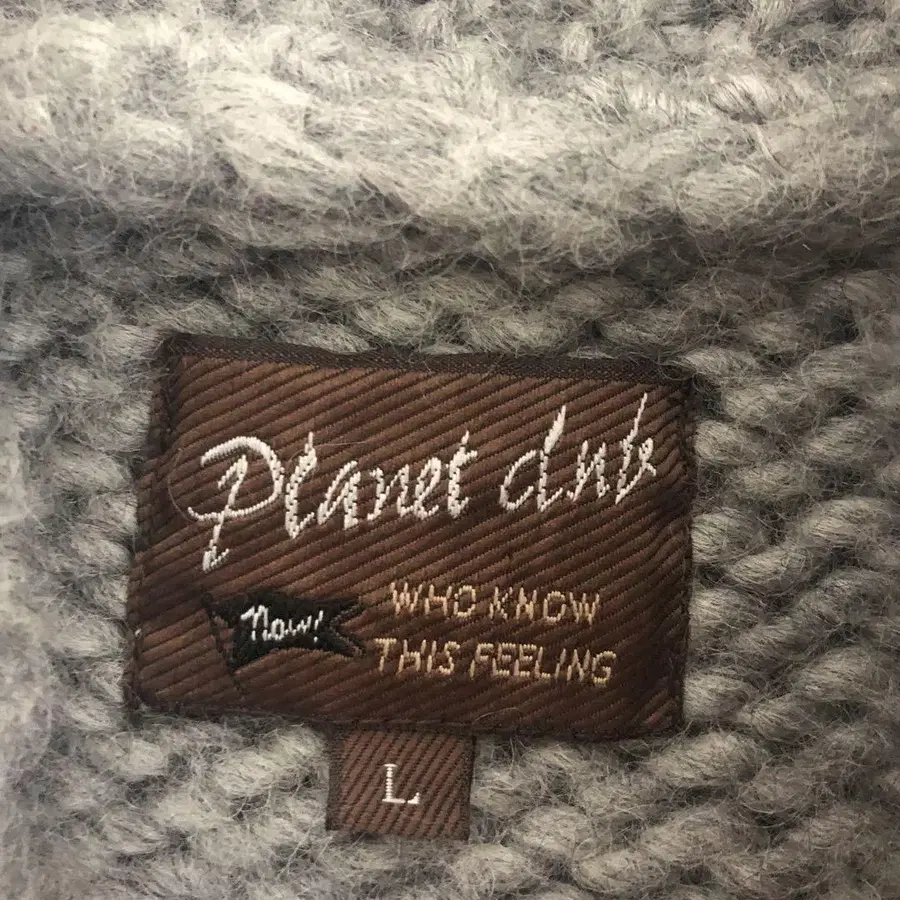 Planet club
Now!
WHO KNOW
THIS FEELING
L